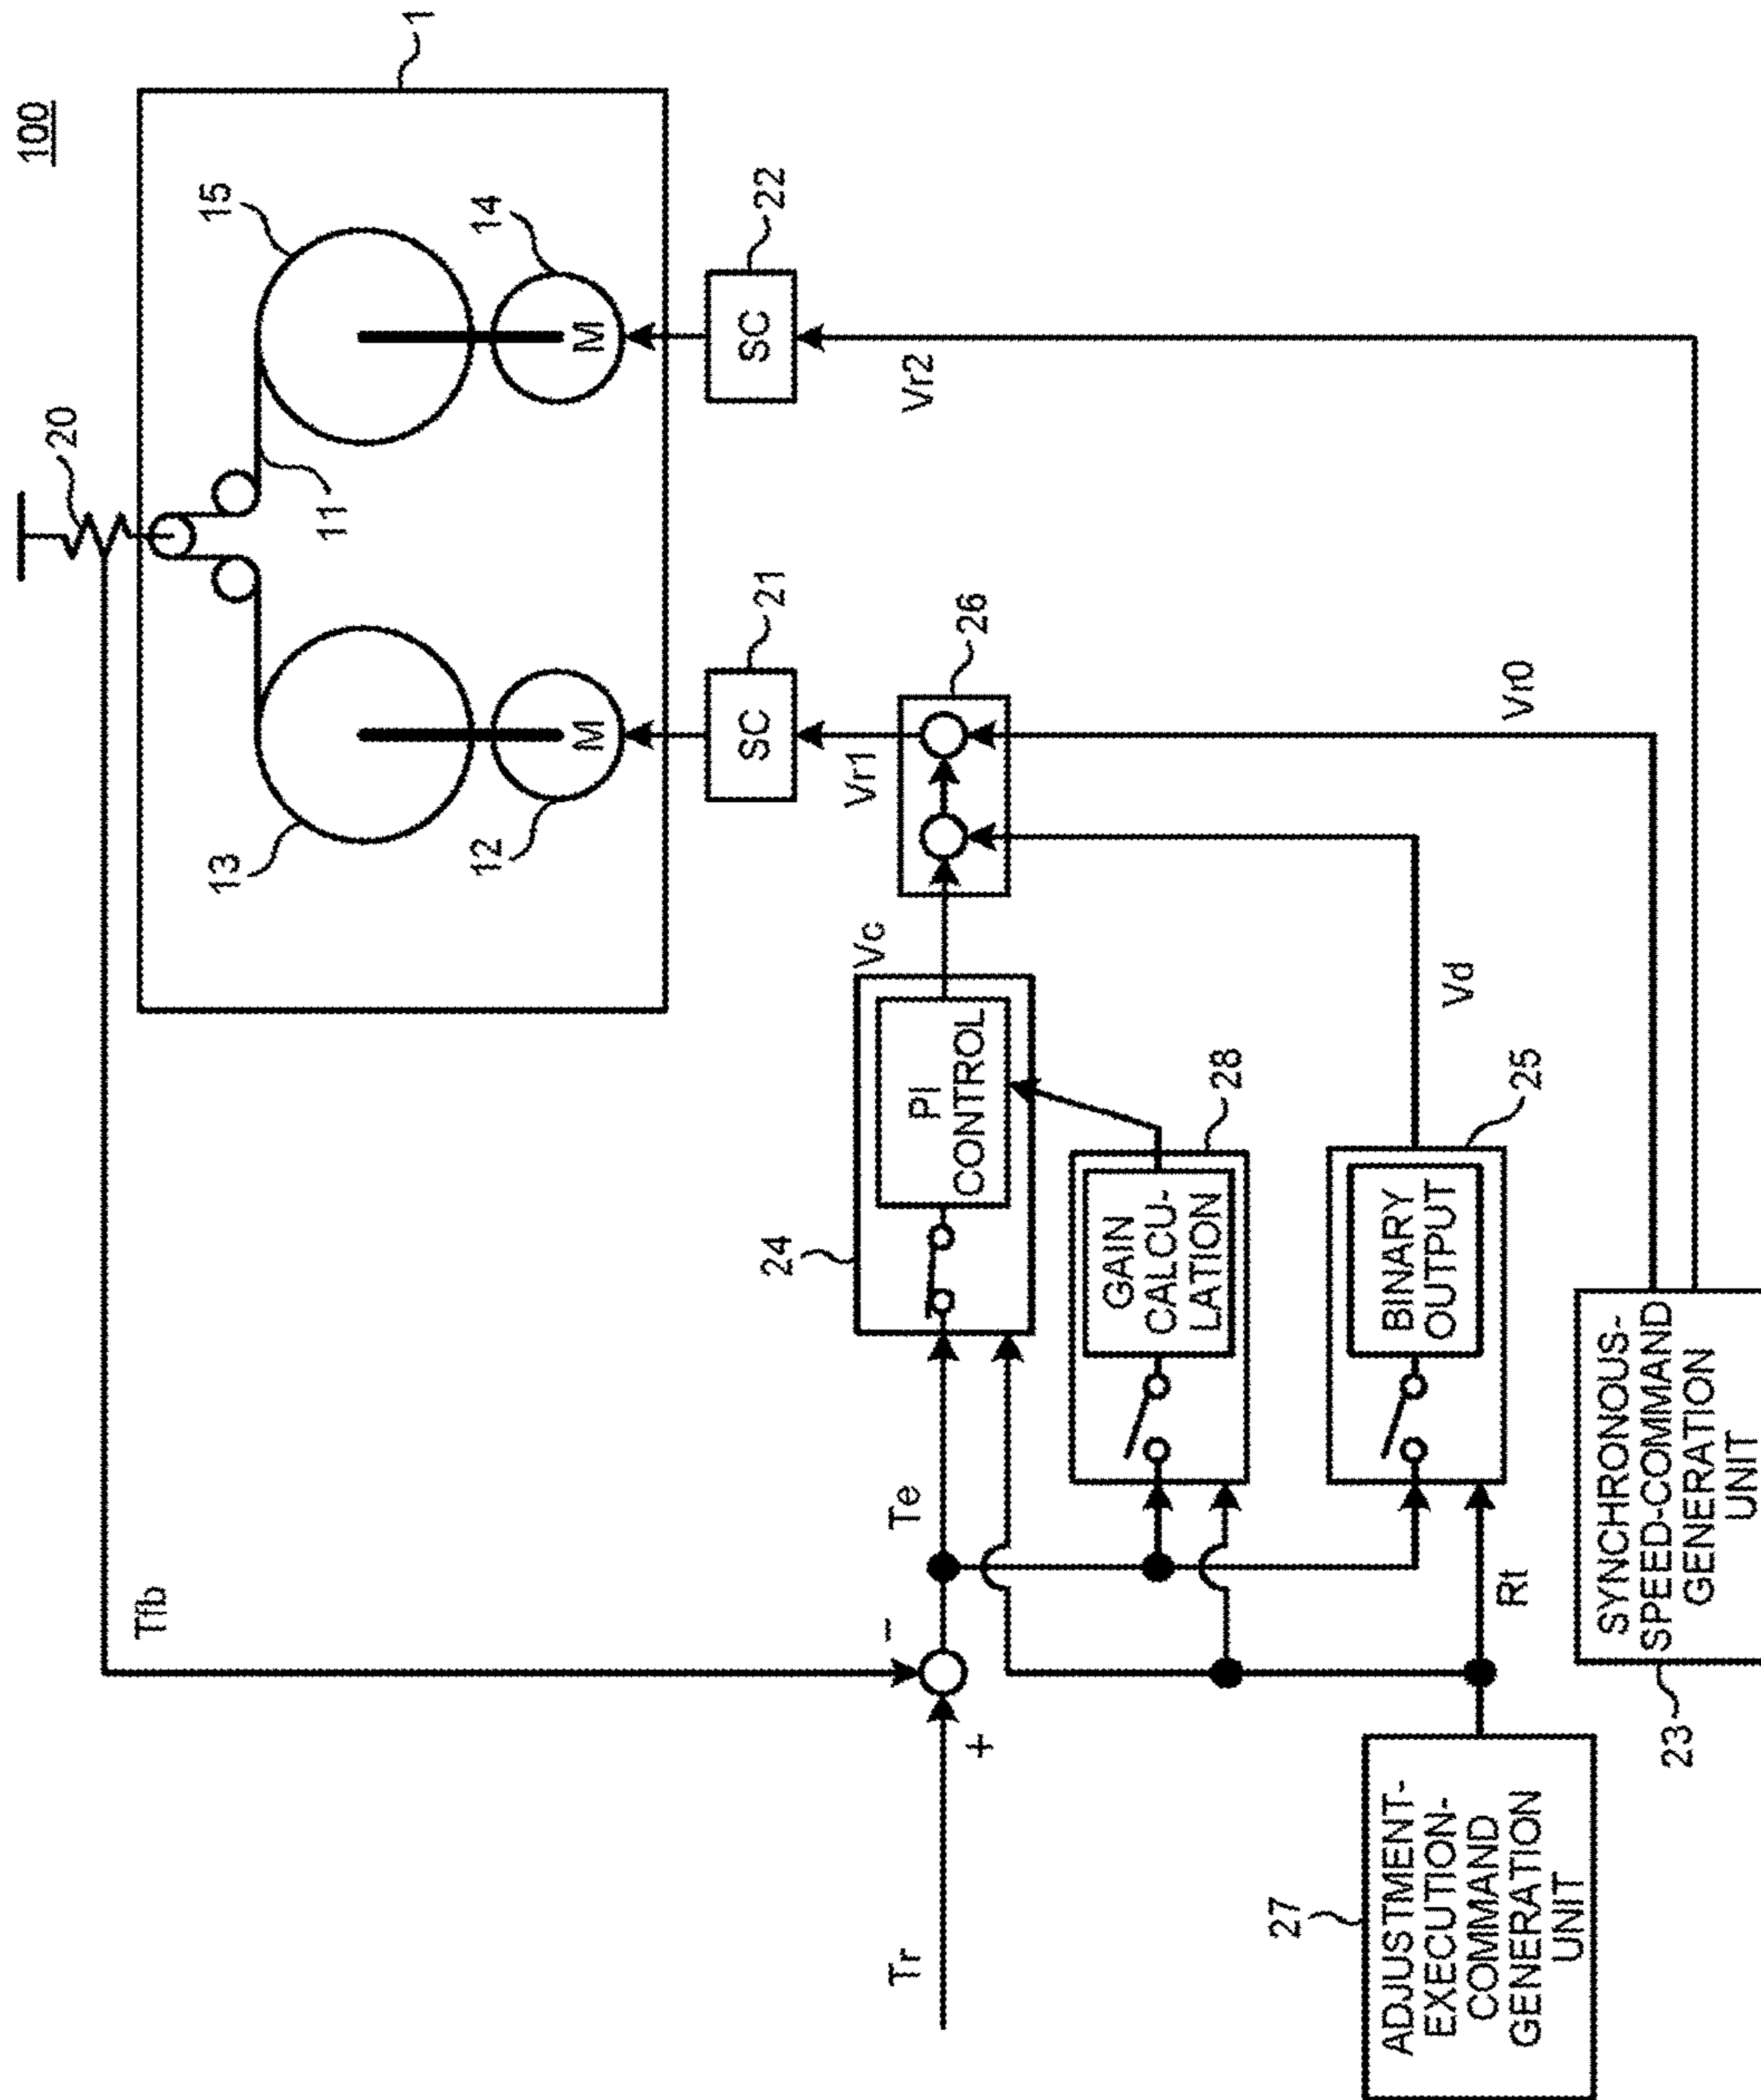 100
1
20
15
13
11
14
M
12
M
22
SC
21
SC
Vr2
Vr1
26
Vr0
Tfb
Vc
24
PI
CONTROL
Te
Tr
+
−
28
GAIN
CALCU-
LATION
Vd
25
BINARY
OUTPUT
Rt
27
ADJUSTMENT-
EXECUTION-
COMMAND
GENERATION
UNIT
23
SYNCHRONOUS-
SPEED-COMMAND
GENERATION
UNIT